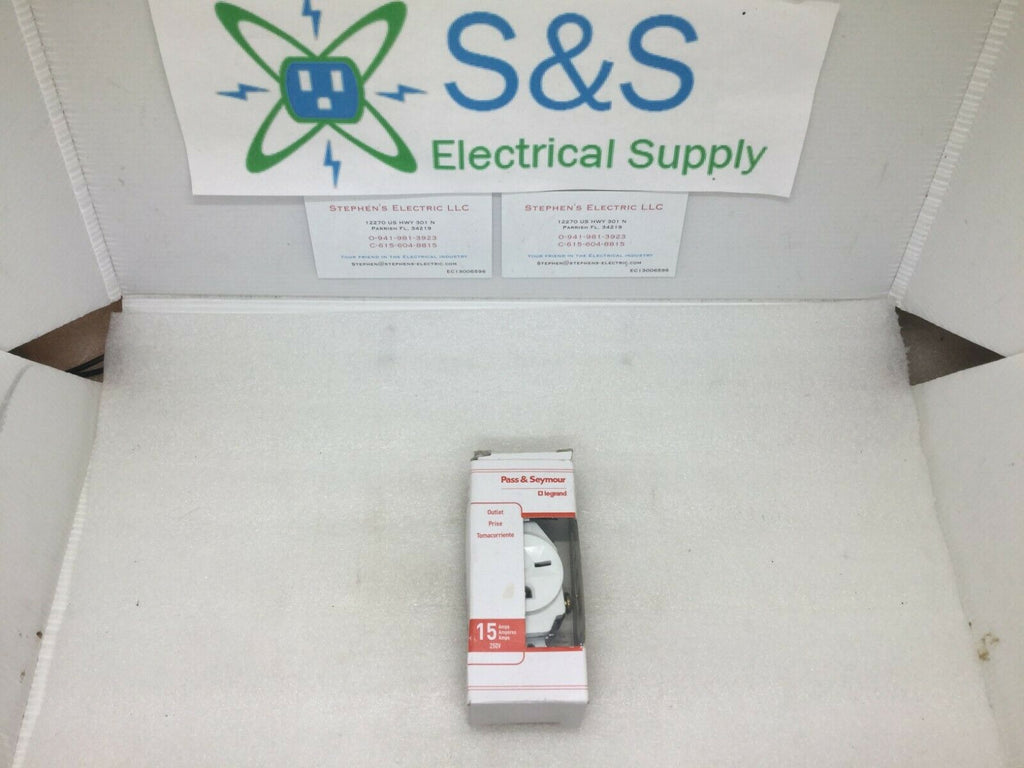 S&S
Electrical Supply
STEPHEN'S ELECTRIC LLC
12270 US HWY 301 N
PARRISH FL, 34219
O-941-981-3923
C-615-604-8815
YOUR FRIEND IN THE ELECTRICAL INDUSTRY
STEPHEN@STEPHENS-ELECTRIC.COM
EC13006596
STEPHEN'S ELECTRIC LLC
12270 US HWY 301 N
PARRISH FL, 34219
O-941-981-3923
C-615-604-8815
YOUR FRIEND IN THE ELECTRICAL INDUSTRY
STEPHEN@STEPHENS-ELECTRIC.COM
EC13006596
Pass & Seymour
legrand
Outlet
Prise
Tomacorriente
15
Amps
Ampères
Amps
250V